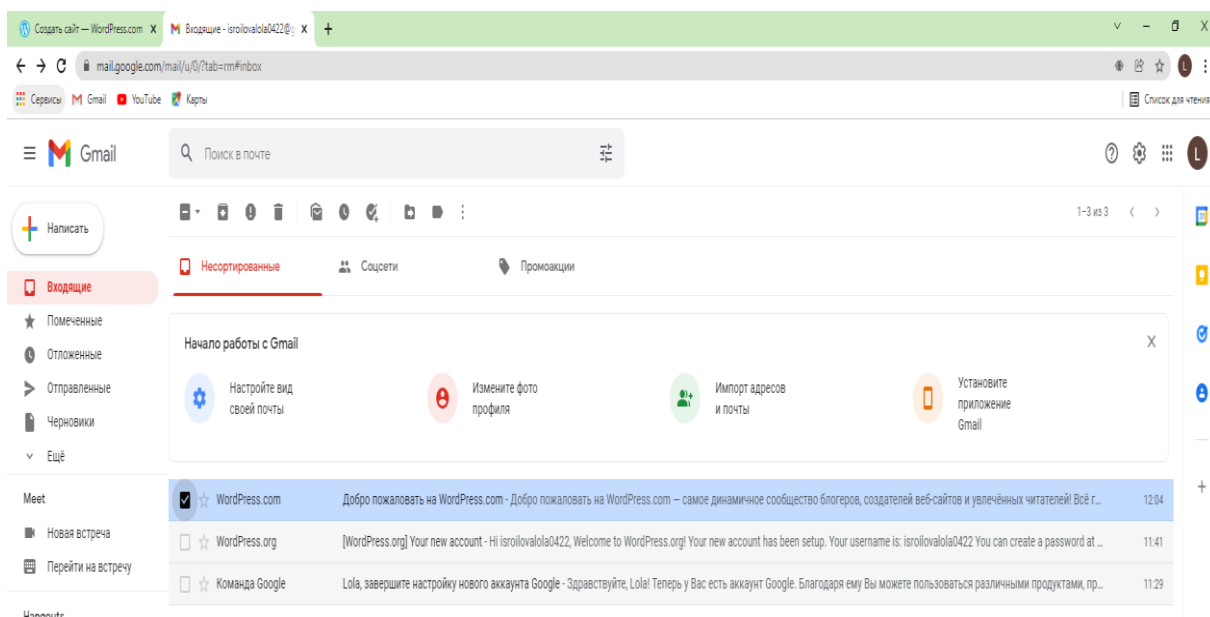 Создать сайт — WordPress.com
Входящие - isroilovalola0422@g
mail.google.com/mail/u/0/?tab=rm#inbox
L
Сервисы Gmail YouTube Карты
Список для чтения
Gmail
Поиск в почте
L
Написать
1–3 из 3
Несортированные Соцсети Промоакции
Входящие
Помеченные
Отложенные
Отправленные
Черновики
Ещё
Начало работы с Gmail
Настройте вид
своей почты
Измените фото
профиля
Импорт адресов
и почты
Установите
приложение
Gmail
Meet
Новая встреча
Перейти на встречу
WordPress.com Добро пожаловать на WordPress.com - Добро пожаловать на WordPress.com — самое динамичное сообщество блогеров, создателей веб-сайтов и увлечённых читателей! Всё г... 12:04
WordPress.org [WordPress.org] Your new account - Hi isroilovalola0422, Welcome to WordPress.org! Your new account has been setup. Your username is: isroilovalola0422 You can create a password at ... 11:41
Команда Google Lola, завершите настройку нового аккаунта Google - Здравствуйте, Lola! Теперь у Вас есть аккаунт Google. Благодаря ему Вы можете пользоваться различными продуктами, пр... 11:29